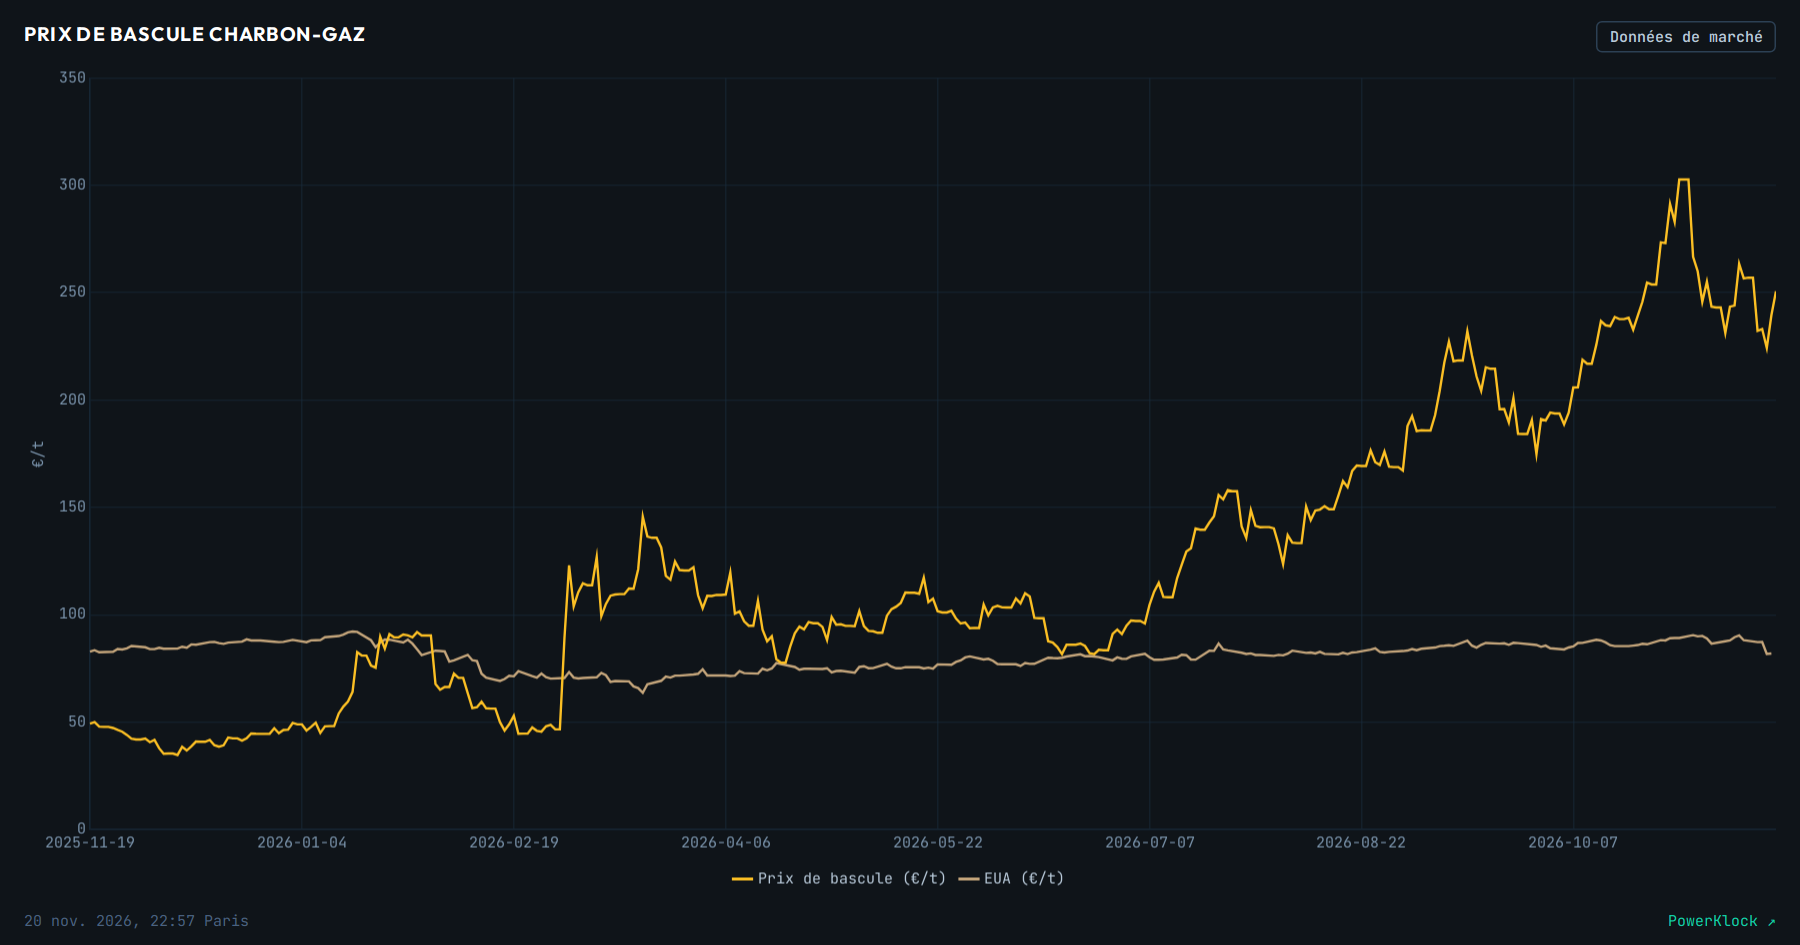 PRIX DE BASCULE CHARBON-GAZ
Données de marché
350
300
250
200
150
100
50
0
€/t
2025-11-19
2026-01-04
2026-02-19
2026-04-06
2026-05-22
2026-07-07
2026-08-22
2026-10-07
Prix de bascule (€/t)
EUA (€/t)
20 nov. 2026, 22:57 Paris
PowerKlock ↗